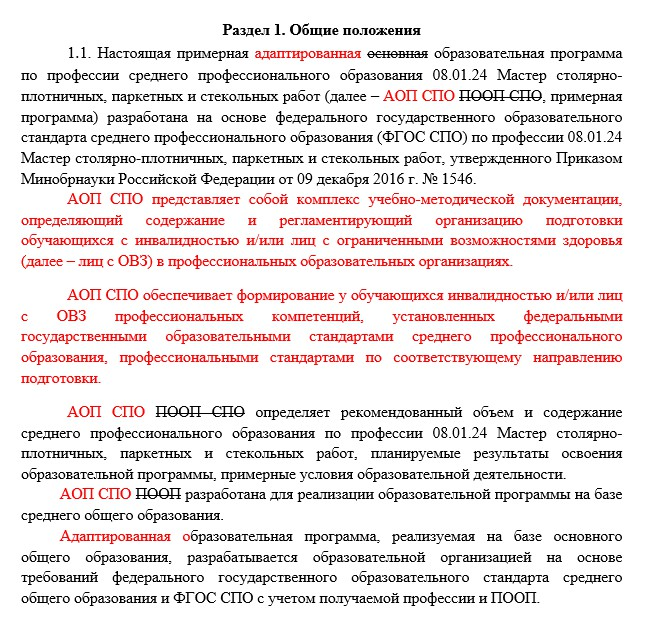 Раздел 1. Общие положения
1.1. Настоящая примерная адаптированная основная образовательная программа
по профессии среднего профессионального образования 08.01.24 Мастер столярно-
плотничных, паркетных и стекольных работ (далее – АОП СПО ПООП СПО, примерная
программа) разработана на основе федерального государственного образовательного
стандарта среднего профессионального образования (ФГОС СПО) по профессии 08.01.24
Мастер столярно-плотничных, паркетных и стекольных работ, утвержденного Приказом
Минобрнауки Российской Федерации от 09 декабря 2016 г. № 1546.
АОП СПО представляет собой комплекс учебно-методической документации,
определяющий содержание и регламентирующий организацию подготовки
обучающихся с инвалидностью и/или лиц с ограниченными возможностями здоровья
(далее – лиц с ОВЗ) в профессиональных образовательных организациях.
АОП СПО обеспечивает формирование у обучающихся инвалидностью и/или лиц
с ОВЗ профессиональных компетенций, установленных федеральными
государственными образовательными стандартами среднего профессионального
образования, профессиональными стандартами по соответствующему направлению
подготовки.
АОП СПО ПООП СПО определяет рекомендованный объем и содержание
среднего профессионального образования по профессии 08.01.24 Мастер столярно-
плотничных, паркетных и стекольных работ, планируемые результаты освоения
образовательной программы, примерные условия образовательной деятельности.
АОП СПО ПООП разработана для реализации образовательной программы на базе
среднего общего образования.
Адаптированная образовательная программа, реализуемая на базе основного
общего образования, разрабатывается образовательной организацией на основе
требований федерального государственного образовательного стандарта среднего
общего образования и ФГОС СПО с учетом получаемой профессии и ПООП.